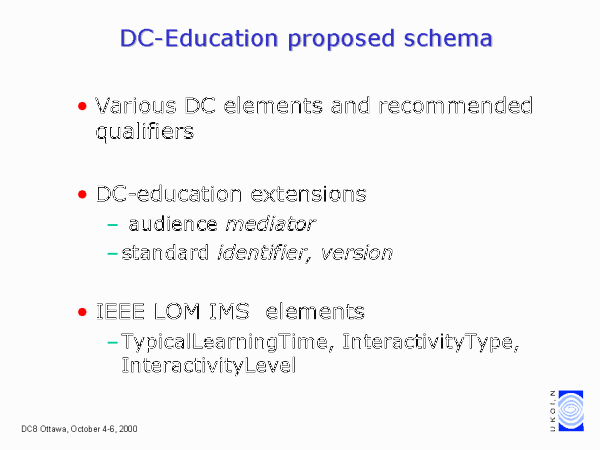 DC-Education proposed schema
• Various DC elements and recommended
qualifiers
• DC-education extensions
– audience mediator
– standard identifier, version
• IEEE LOM IMS  elements
– TypicalLearningTime, InteractivityType,
InteractivityLevel
UKOLN
DC8 Ottawa, October 4-6, 2000